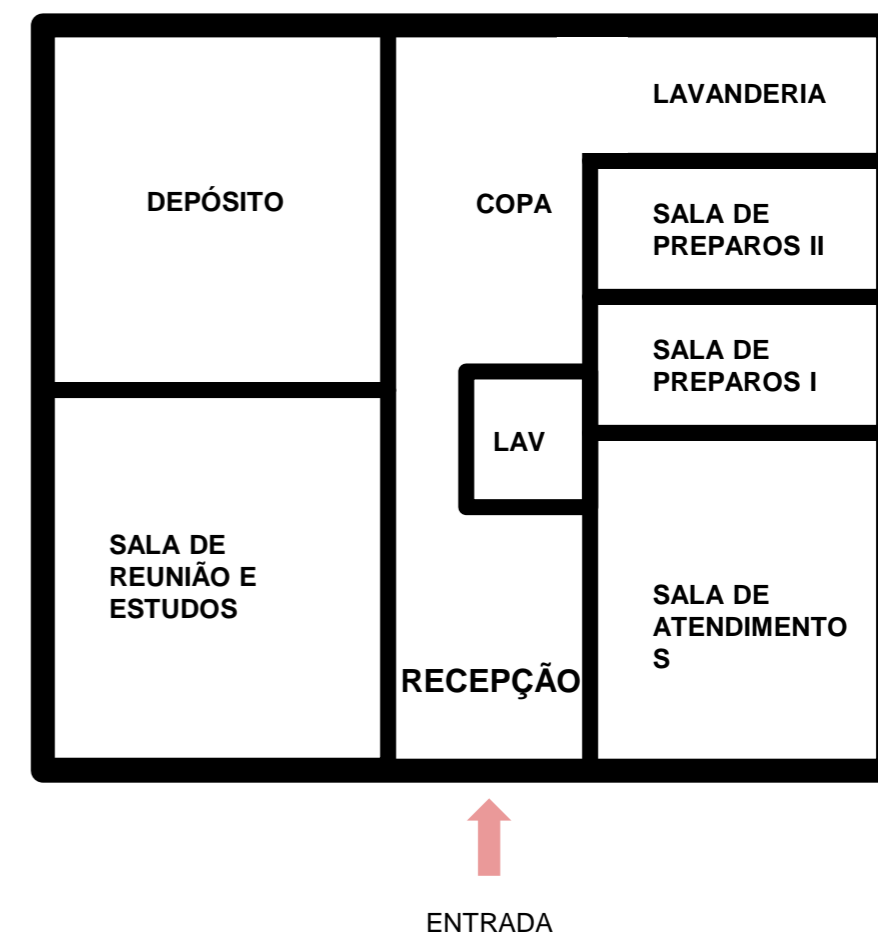 LAVANDERIA
DEPÓSITO
COPA
SALA DE
PREPAROS II
SALA DE
PREPAROS I
LAV
SALA DE
REUNIÃO E
ESTUDOS
SALA DE
ATENDIMENTO
S
RECEPÇÃO
ENTRADA